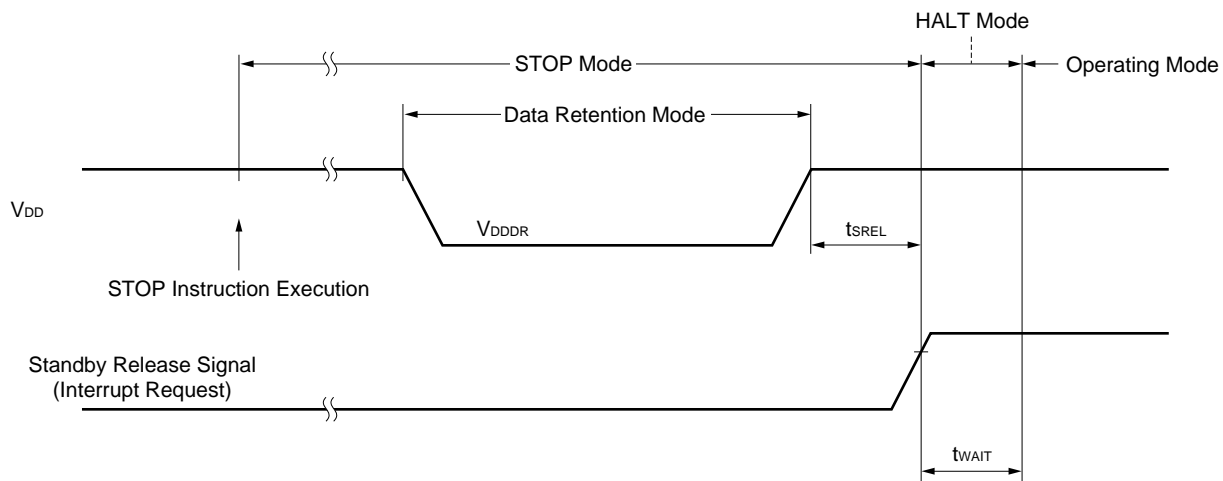 HALT Mode
STOP Mode
Operating Mode
Data Retention Mode
VDD
VDDDR
tSREL
STOP Instruction Execution
Standby Release Signal
(Interrupt Request)
tWAIT